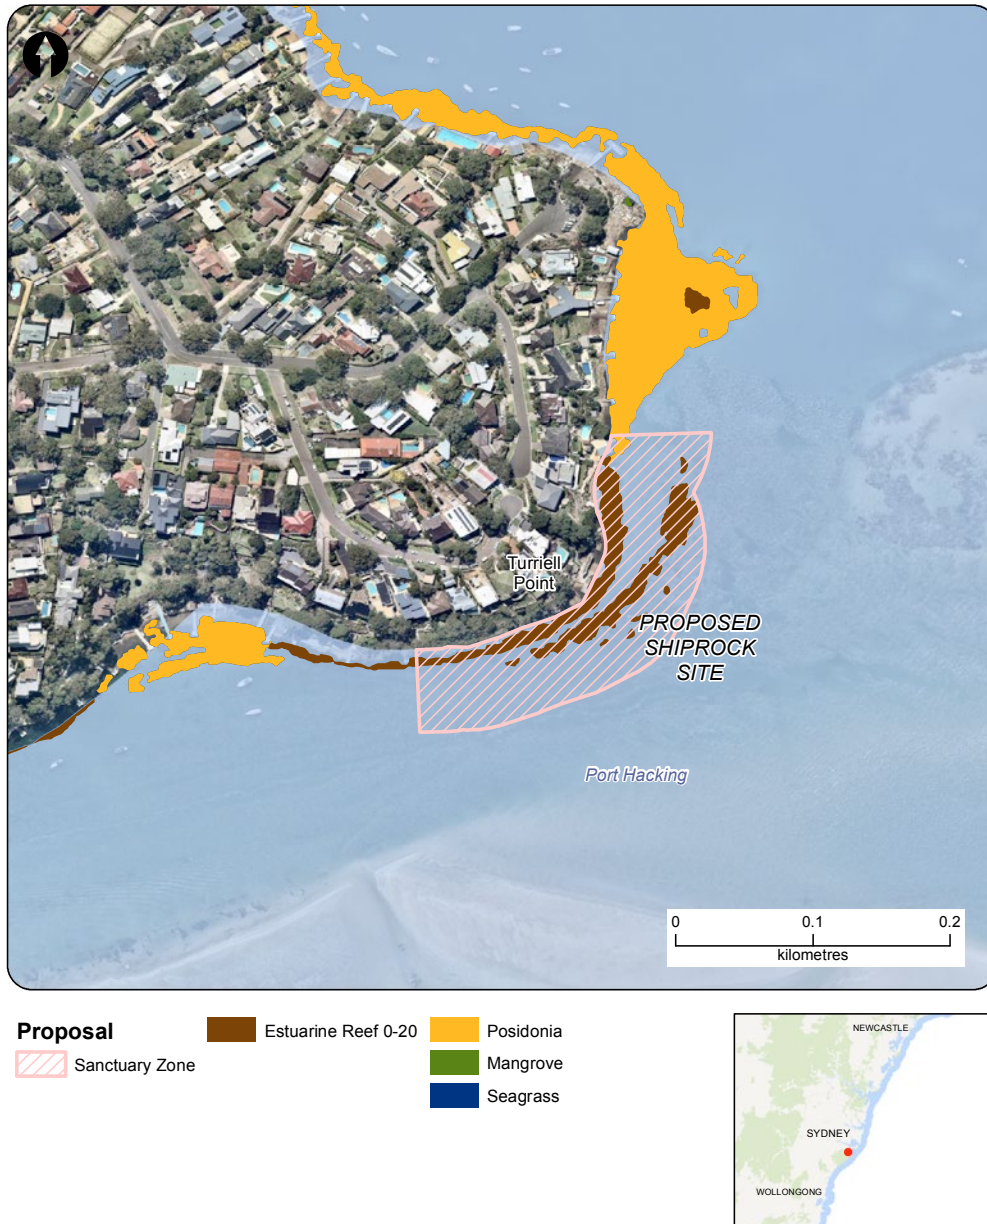 Turriell
Point
PROPOSED
SHIPROCK
SITE
Port Hacking
0 0.1 0.2
kilometres
Proposal
Sanctuary Zone
Estuarine Reef 0-20
Posidonia
Mangrove
Seagrass
NEWCASTLE
SYDNEY
WOLLONGONG